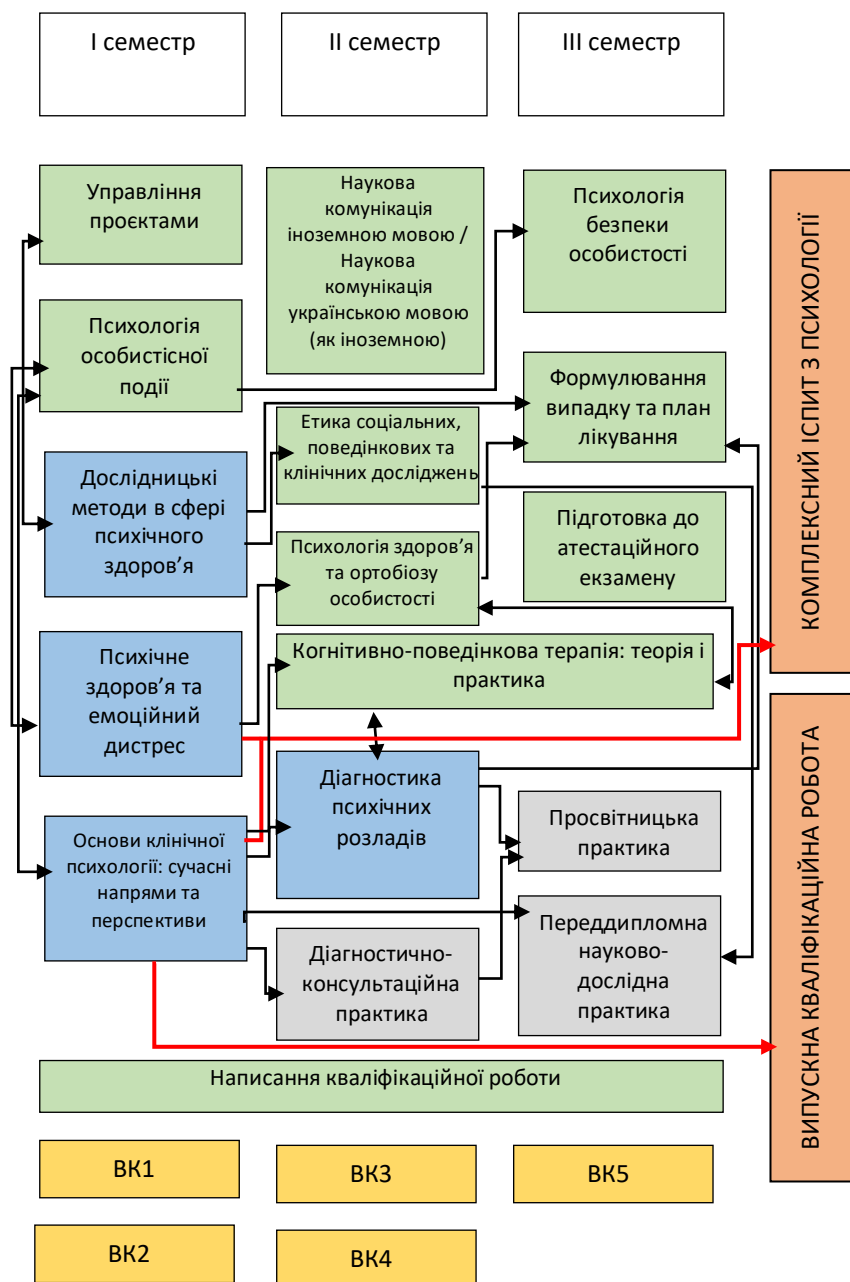 І семестр
ІІ семестр
ІІІ семестр
Управління
проєктами
Наукова
комунікація
іноземною мовою /
Наукова
комунікація
українською мовою
(як іноземною)
Психологія
безпеки
особистості
Психологія
особистісної
події
Формулювання
випадку та план
лікування
Етика соціальних,
поведінкових та
клінічних досліджень
Дослідницькі
методи в сфері
психічного
здоров’я
Підготовка до
атестаційного
екзамену
Психологія здоров’я
та ортобіозу
особистості
Психічне
здоров’я та
емоційний
дистрес
Когнітивно-поведінкова терапія: теорія і
практика
Діагностика
психічних
розладів
Просвітницька
практика
Основи клінічної
психології: сучасні
напрями та
перспективи
Діагностично-
консультаційна
практика
Переддипломна
науково-
дослідна
практика
Написання кваліфікаційної роботи
КОМПЛЕКСНИЙ ІСПИТ З ПСИХОЛОГІЇ
ВИПУСКНА КВАЛІФІКАЦІЙНА РОБОТА
ВК1
ВК3
ВК5
ВК2
ВК4